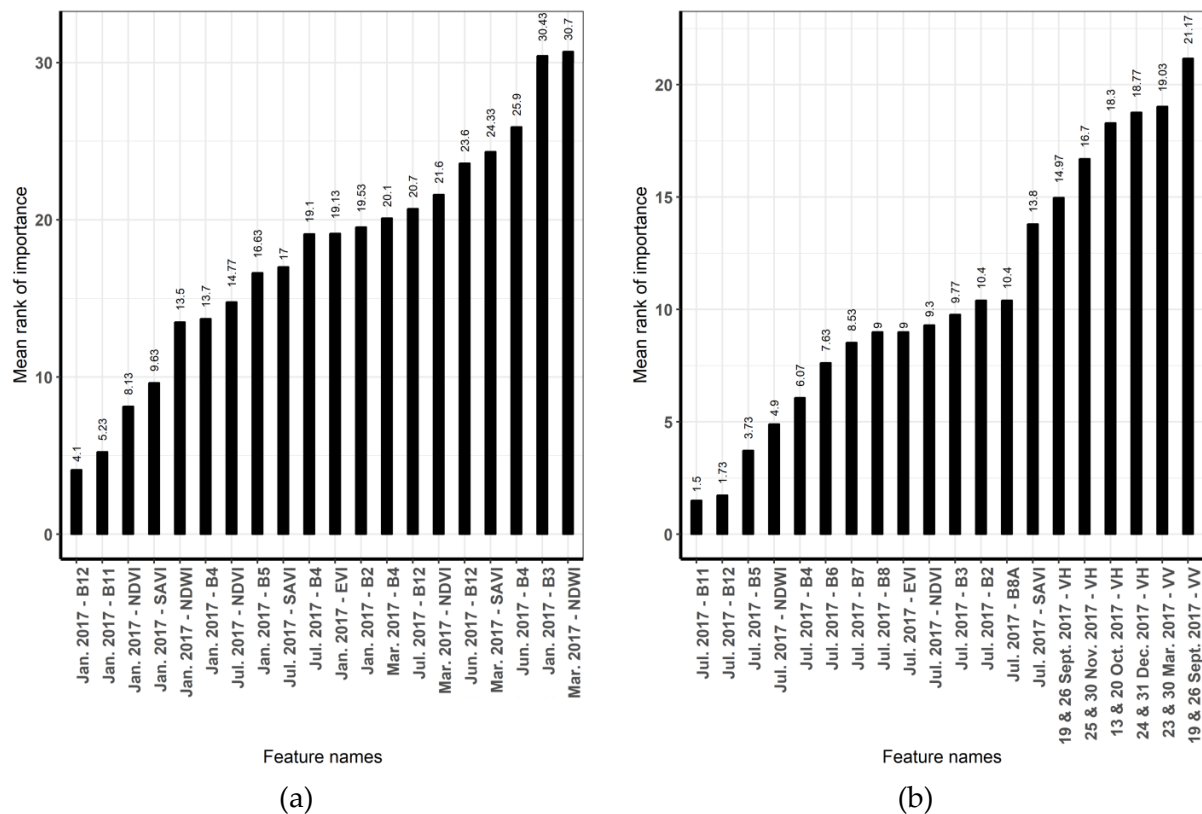 Mean rank of importance
30
20
10
0
4.1
5.23
8.13
9.63
13.5
13.7
14.77
16.63
17
19.1
19.13
19.53
20.1
20.7
21.6
23.6
24.33
25.9
30.43
30.7
Jan. 2017 - B12
Jan. 2017 - B11
Jan. 2017 - NDVI
Jan. 2017 - SAVI
Jan. 2017 - NDWI
Jan. 2017 - B4
Jul. 2017 - NDVI
Jan. 2017 - B5
Jul. 2017 - SAVI
Jul. 2017 - B4
Jan. 2017 - EVI
Jan. 2017 - B2
Mar. 2017 - B4
Jul. 2017 - B12
Mar. 2017 - NDVI
Jun. 2017 - B12
Mar. 2017 - SAVI
Jun. 2017 - B4
Jan. 2017 - B3
Mar. 2017 - NDWI
Feature names
(a)
Mean rank of importance
20
15
10
5
0
1.5
1.73
3.73
4.9
6.07
7.63
8.53
9
9
9.3
9.77
10.4
10.4
13.8
14.97
16.7
18.3
18.77
19.03
21.17
Jul. 2017 - B11
Jul. 2017 - B12
Jul. 2017 - B5
Jul. 2017 - NDWI
Jul. 2017 - B4
Jul. 2017 - B6
Jul. 2017 - B7
Jul. 2017 - B8
Jul. 2017 - EVI
Jul. 2017 - NDVI
Jul. 2017 - B3
Jul. 2017 - B2
Jul. 2017 - B8A
Jul. 2017 - SAVI
19 & 26 Sept. 2017 - VH
25 & 30 Nov. 2017 - VH
13 & 20 Oct. 2017 - VH
24 & 31 Dec. 2017 - VH
23 & 30 Mar. 2017 - VV
19 & 26 Sept. 2017 - VV
Feature names
(b)